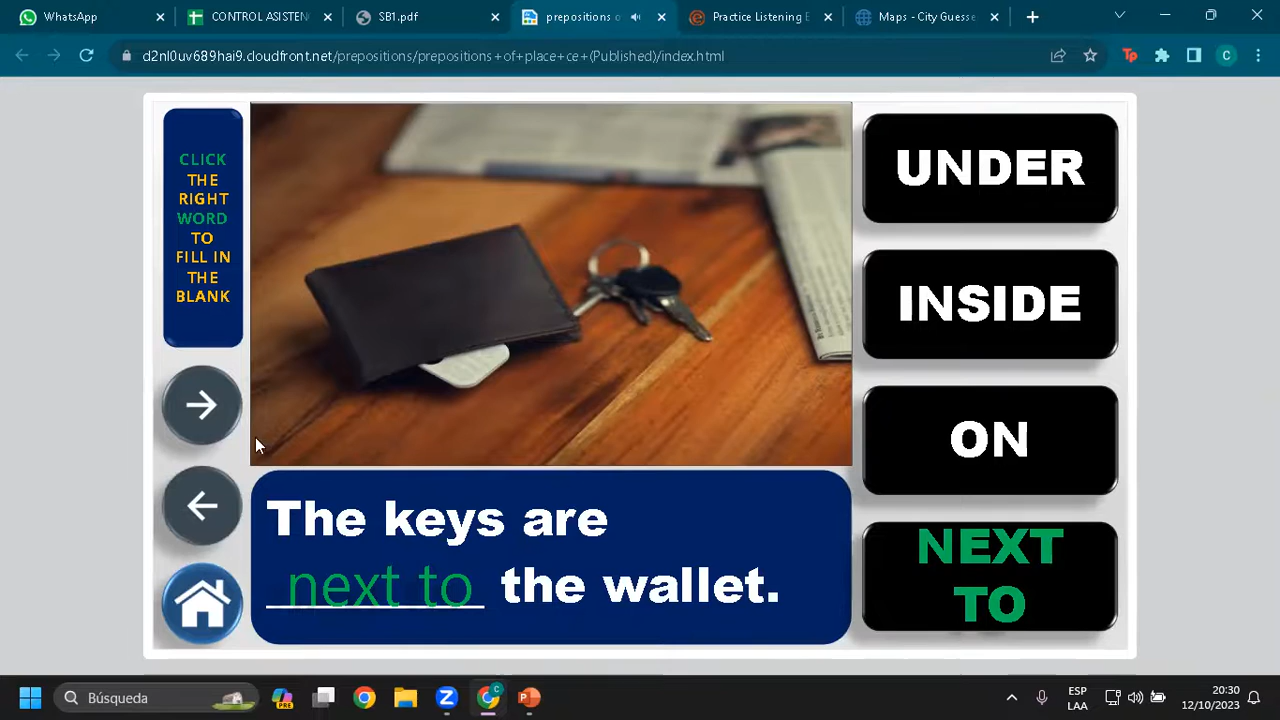 WhatsApp
CONTROL ASISTEN
SB1.pdf
prepositions o
Practice Listening E
Maps - City Guesse
d2nl0uv689hai9.cloudfront.net/prepositions/prepositions+of+place+ce+(Published)/index.html
Tp
C
CLICK
THE
RIGHT
WORD
TO
FILL IN
THE
BLANK
UNDER
INSIDE
ON
NEXT
TO
The keys are
next to the wallet.
Búsqueda
PRE
ESP
LAA
20:30
12/10/2023